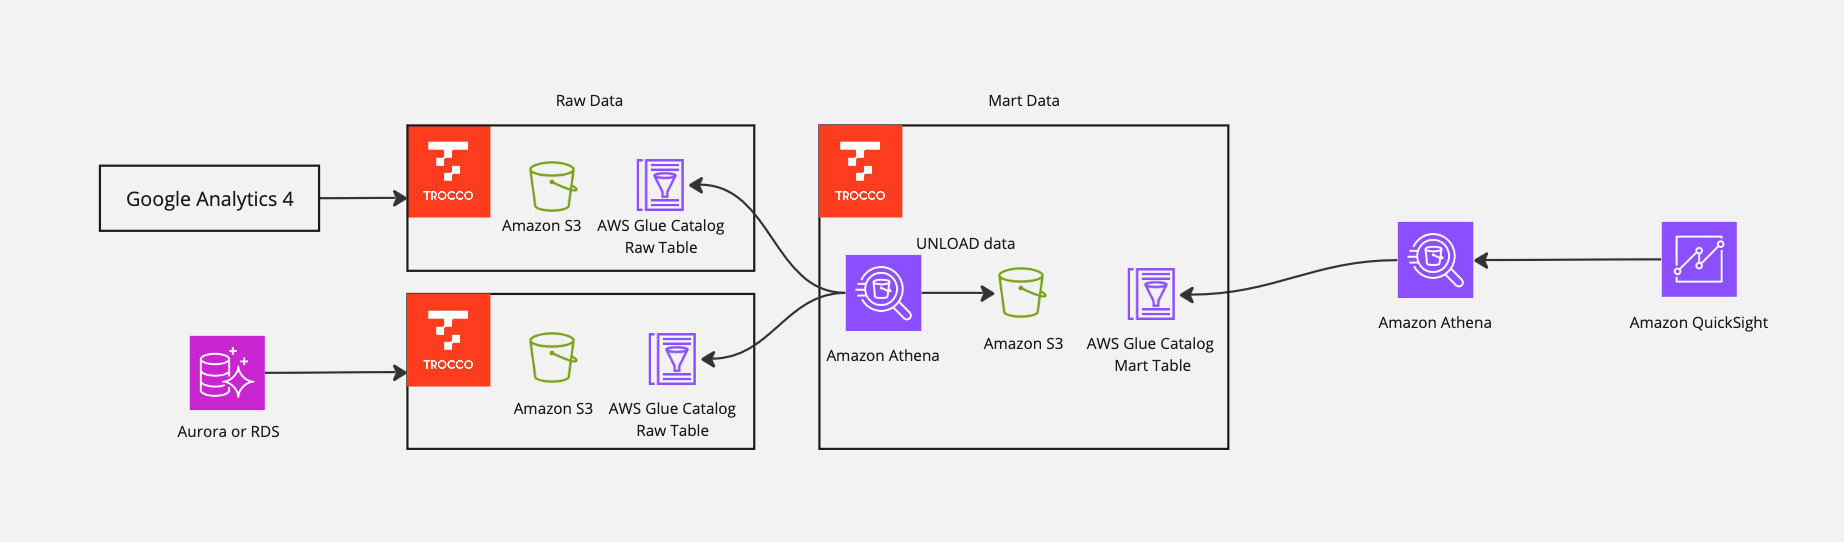 Raw Data
Mart Data
Google Analytics 4
TROCCO
Amazon S3
AWS Glue Catalog
Raw Table
TROCCO
UNLOAD data
Amazon Athena
Amazon S3
AWS Glue Catalog
Mart Table
Amazon Athena
Amazon QuickSight
Aurora or RDS
TROCCO
Amazon S3
AWS Glue Catalog
Raw Table